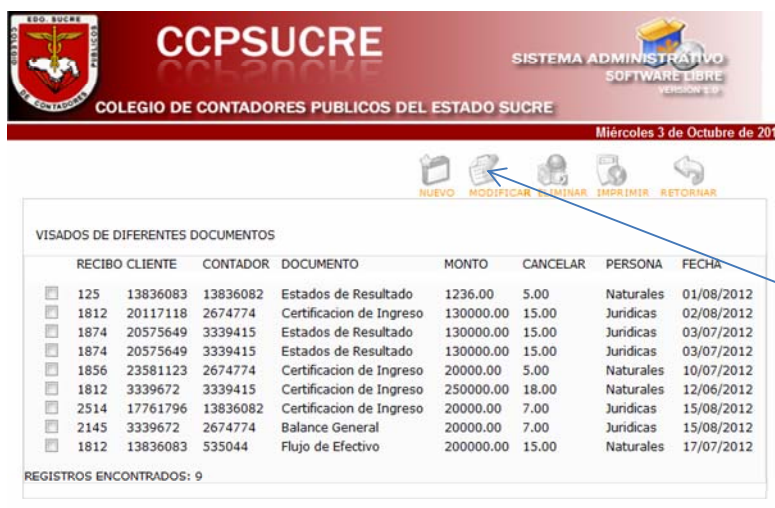 EDO. SUCRE
COLEGIO
PUBLICOS
DE CONTADORES
CCPSUCRE
SISTEMA ADMINISTRATIVO
SOFTWARE LIBRE
VERSION 1.0
COLEGIO DE CONTADORES PUBLICOS DEL ESTADO SUCRE
Miércoles 3 de Octubre de 201
NUEVO MODIFICAR ELIMINAR IMPRIMIR RETORNAR
VISADOS DE DIFERENTES DOCUMENTOS
RECIBO CLIENTE CONTADOR DOCUMENTO MONTO CANCELAR PERSONA FECHA
125 13836083 13836082 Estados de Resultado 1236.00 5.00 Naturales 01/08/2012
1812 20117118 2674774 Certificacion de Ingreso 130000.00 15.00 Juridicas 02/08/2012
1874 20575649 3339415 Estados de Resultado 130000.00 15.00 Juridicas 03/07/2012
1874 20575649 3339415 Estados de Resultado 130000.00 15.00 Juridicas 03/07/2012
1856 23581123 2674774 Certificacion de Ingreso 20000.00 5.00 Naturales 10/07/2012
1812 3339672 3339415 Certificacion de Ingreso 250000.00 18.00 Naturales 12/06/2012
2514 17761796 13836082 Certificacion de Ingreso 20000.00 7.00 Juridicas 15/08/2012
2145 3339672 2674774 Balance General 20000.00 7.00 Juridicas 15/08/2012
1812 13836083 535044 Flujo de Efectivo 200000.00 15.00 Naturales 17/07/2012
REGISTROS ENCONTRADOS: 9